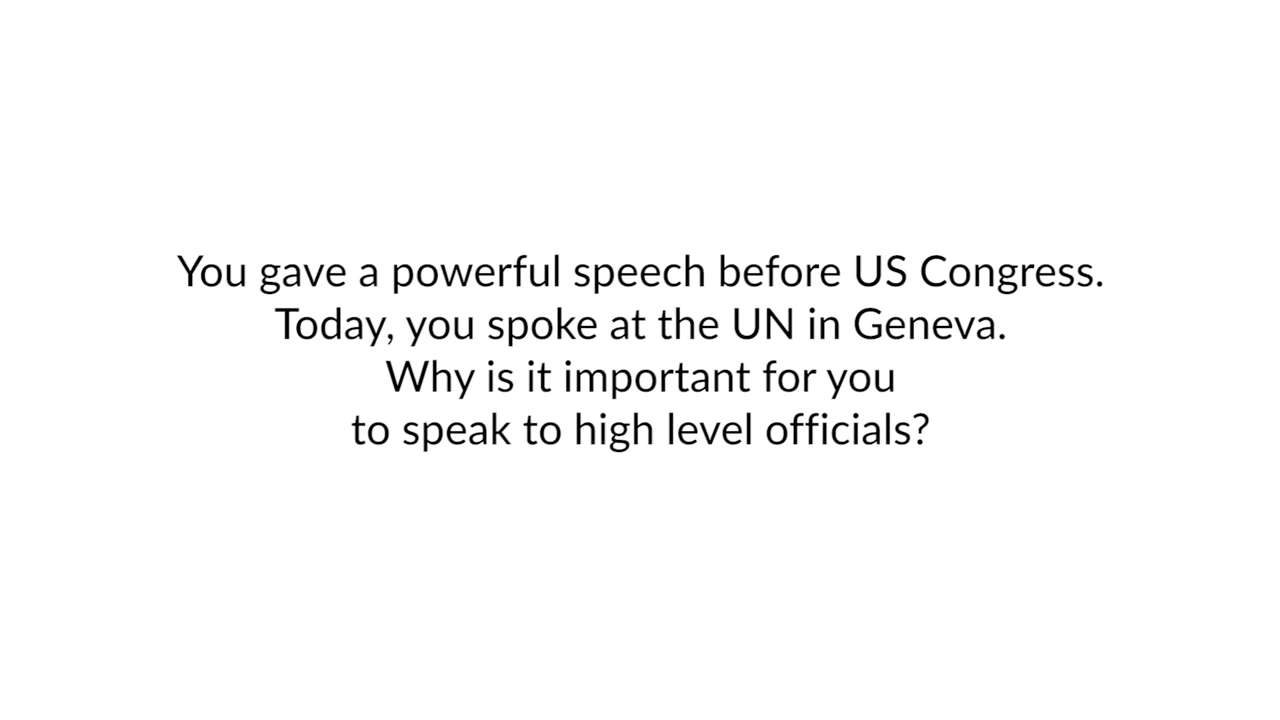 You gave a powerful speech before US Congress.
Today, you spoke at the UN in Geneva.
Why is it important for you
to speak to high level officials?